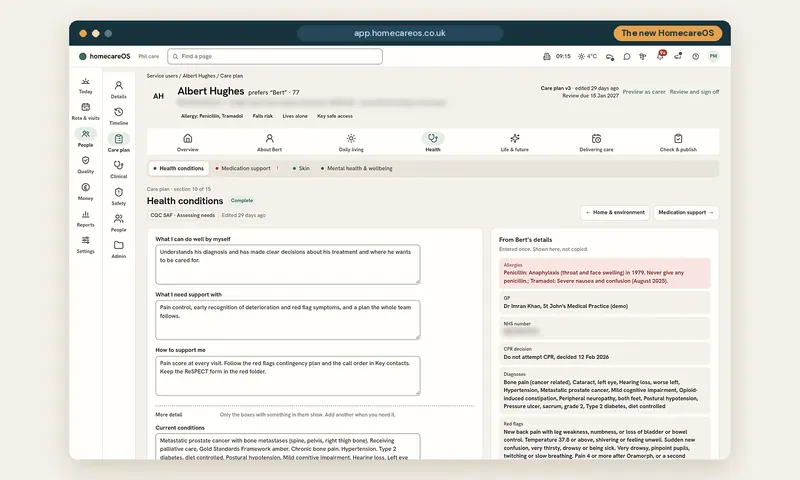 app.homecareos.co.uk
The new HomecareOS
homecareOS
Phil care
Find a page
09:15
4°C
9+
PM
Today
Rota & visits
People
Quality
Money
Reports
Settings
Details
Timeline
Care plan
Clinical
Safety
People
Admin
Service users / Albert Hughes / Care plan
AH
Albert Hughes prefers "Bert" · 77
Allergy: Penicillin, Tramadol
Falls risk
Lives alone
Key safe access
Care plan v3 · edited 29 days ago
Review due 15 Jan 2027
Preview as carer
Review and sign off
Overview
About Bert
Daily living
Health
Life & future
Delivering care
Check & publish
Health conditions
Medication support !
Skin
Mental health & wellbeing
Care plan · section 10 of 15
Health conditions
Complete
CQC SAF · Assessing needs
Edited 29 days ago
← Home & environment
Medication support →
What I can do well by myself
Understands his diagnosis and has made clear decisions about his treatment and where he wants
to be cared for.
What I need support with
Pain control, early recognition of deterioration and red flag symptoms, and a plan the whole team
follows.
How to support me
Pain score at every visit. Follow the red flags contingency plan and the call order in Key contacts.
Keep the ReSPECT form in the red folder.
More detail
Only the boxes with something in them show. Add another when you need it.
Current conditions
Metastatic prostate cancer with bone metastases (spine, pelvis, right thigh bone). Receiving
palliative care, Gold Standards Framework amber. Chronic bone pain. Hypertension. Type 2
diabetes, diet controlled. Postural hypotension. Mild cognitive impairment. Hearing loss. Left eye
From Bert's details
Entered once. Shown here, not copied.
Allergies
Penicillin: Anaphylaxis (throat and face swelling) in 1979. Never give any
penicillin.; Tramadol: Severe nausea and confusion (August 2025).
GP
Dr Imran Khan, St John's Medical Practice (demo)
NHS number
CPR decision
Do not attempt CPR, decided 12 Feb 2026
Diagnoses
Bone pain (cancer related), Cataract, left eye, Hearing loss, worse left,
Hypertension, Metastatic prostate cancer, Mild cognitive impairment, Opioid-
induced constipation, Peripheral neuropathy, both feet, Postural hypotension,
Pressure ulcer, sacrum, grade 2, Type 2 diabetes, diet controlled
Red flags
New back pain with leg weakness, numbness, or loss of bladder or bowel
control. Temperature 37.8 or above, shivering or feeling unwell. Sudden new
confusion, very thirsty, drowsy or being sick. Very drowsy, pinpoint pupils,
twitching or slow breathing. Pain 4 or more after Oramorph, or a second